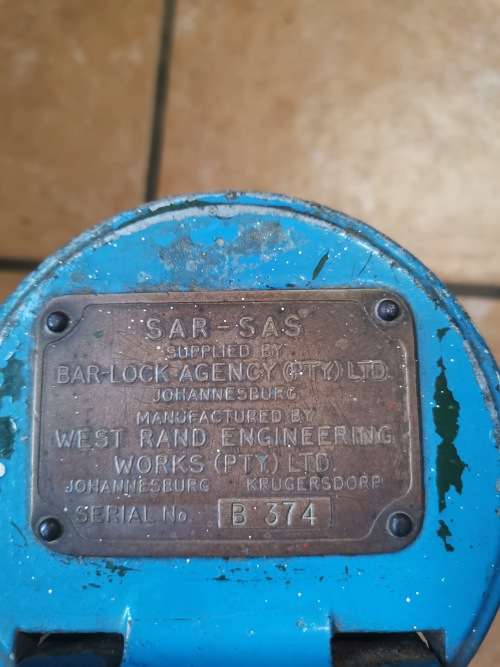 SAR-SAS
SUPPLIED BY
BAR-LOCK AGENCY (PTY) LTD.
JOHANNESBURG
MANUFACTURED BY
WEST RAND ENGINEERING
WORKS (PTY) LTD.
JOHANNESBURG KRUGERSDORP
SERIAL No. B 374